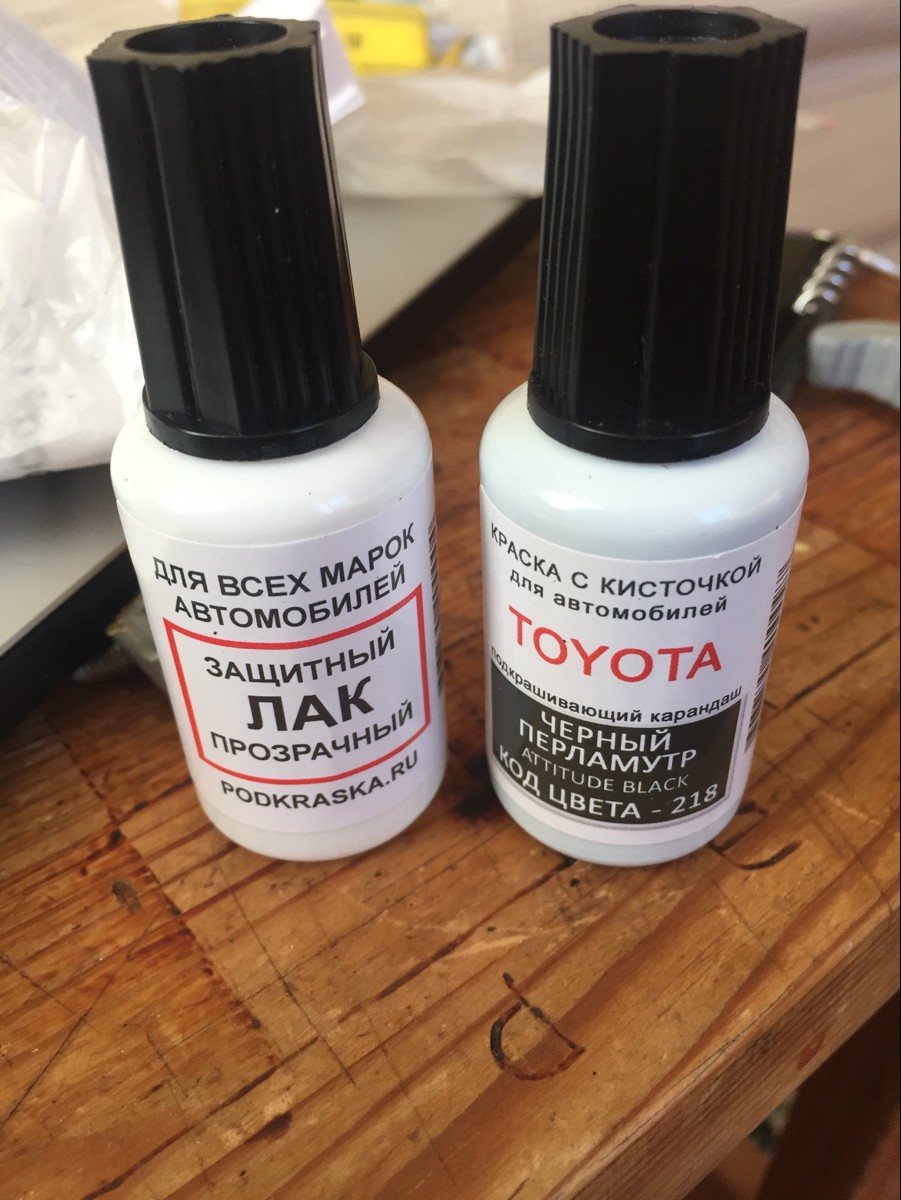 ДЛЯ ВСЕХ МАРОК
АВТОМОБИЛЕЙ
ЗАЩИТНЫЙ
ЛАК
ПРОЗРАЧНЫЙ
PODKRASKA.RU
КРАСКА С КИСТОЧКОЙ
для автомобилей
TOYOTA
подкрашивающий карандаш
ЧЕРНЫЙ
ПЕРЛАМУТР
ATTITUDE BLACK
КОД ЦВЕТА - 218